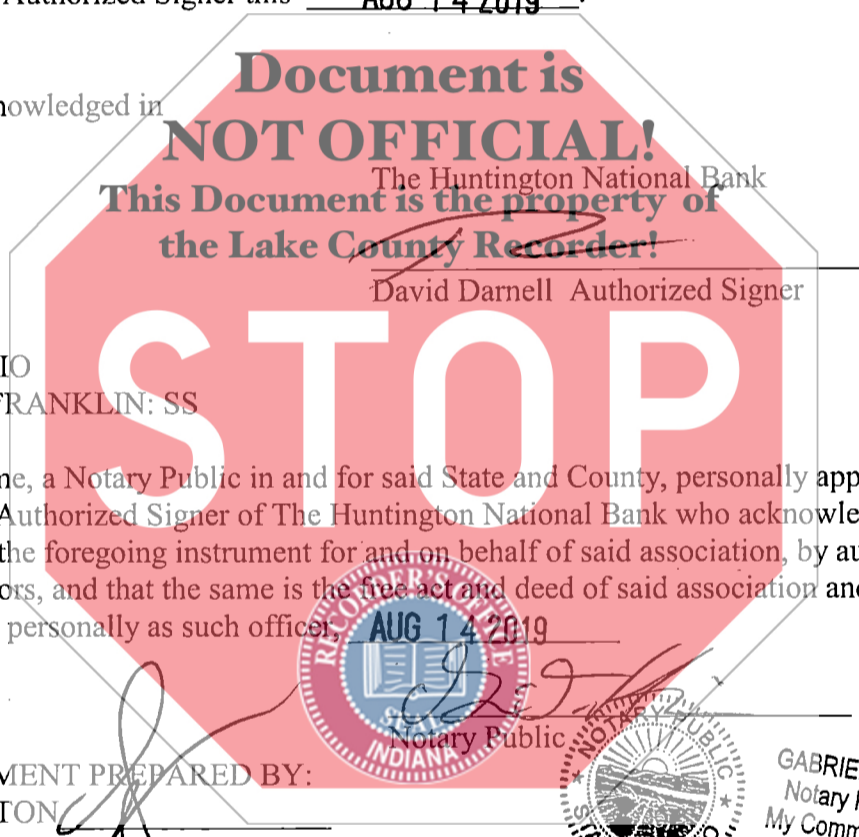 Authorized Signer this AUG 14 2019.
Document is
nowledged in
NOT OFFICIAL!
The Huntington National Bank
This Document is the property of
the Lake County Recorder!
David Darnell Authorized Signer
STOP
IO
FRANKLIN: SS
me, a Notary Public in and for said State and County, personally app
Authorized Signer of The Huntington National Bank who acknowle
the foregoing instrument for and on behalf of said association, by au
ors, and that the same is the free act and deed of said association and
personally as such officer, AUG 14 2019
RECORDER'S OFFICE
SEAL
INDIANA
Notary Public
NOTARY PUBLIC
MENT PREPARED BY:
TON
GABRIE
Notary P
My Comm